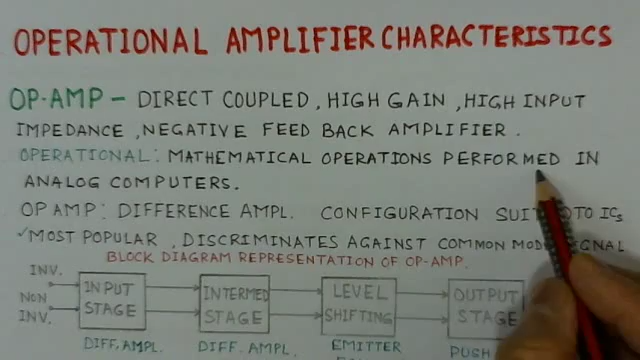 OPERATIONAL AMPLIFIER CHARACTERISTICS
OP-AMP – DIRECT COUPLED, HIGH GAIN, HIGH INPUT
IMPEDANCE, NEGATIVE FEED BACK AMPLIFIER.
OPERATIONAL: MATHEMATICAL OPERATIONS PERFORMED IN
ANALOG COMPUTERS.
OP AMP: DIFFERENCE AMPL. CONFIGURATION TO ICs
✓MOST POPULAR, DISCRIMINATES AGAINST COMMON
BLOCK DIAGRAM REPRESENTATION OF OP-AMP.
INV.
NON
INV.
INPUT
STAGE
INTERMED
STAGE
LEVEL
SHIFTING
OUTPUT
STAGE
DIFF. AMPL.
DIFF. AMPL.
EMITTER
PUSH